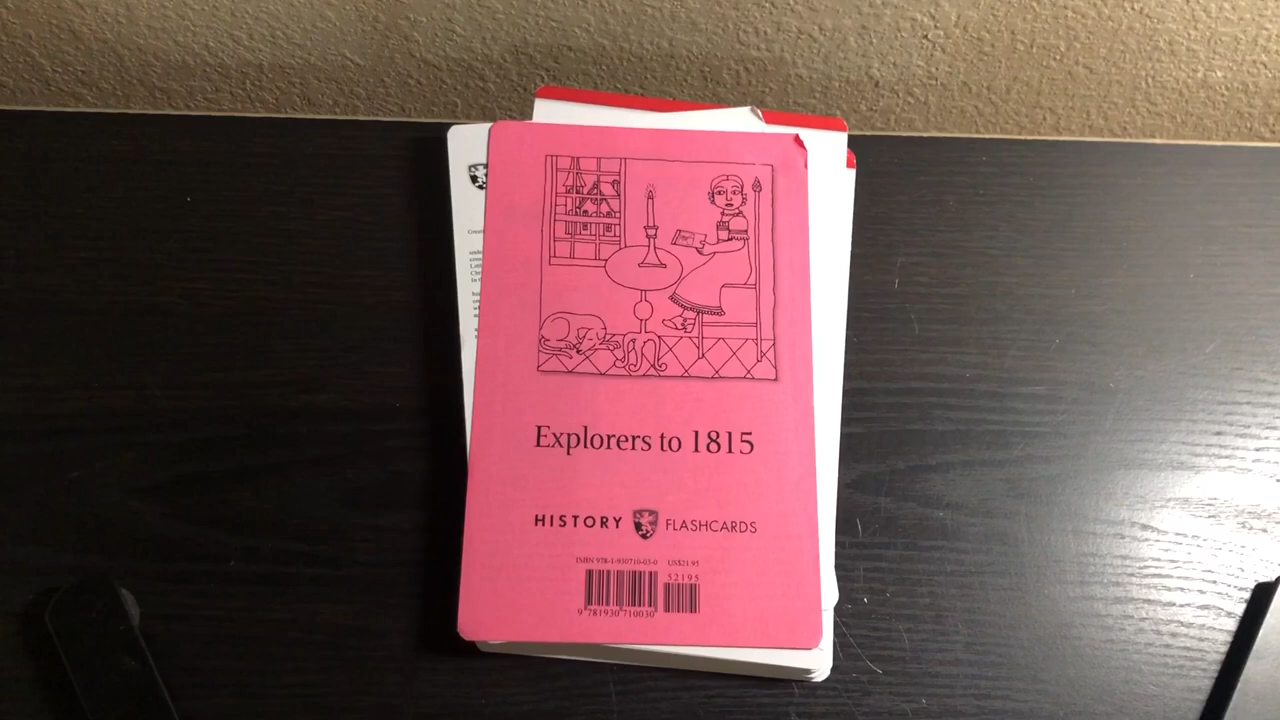 Explorers to 1815
HISTORY FLASHCARDS
ISBN 978-1-930710-03-0 US$21.95
52195
9 781930 710030